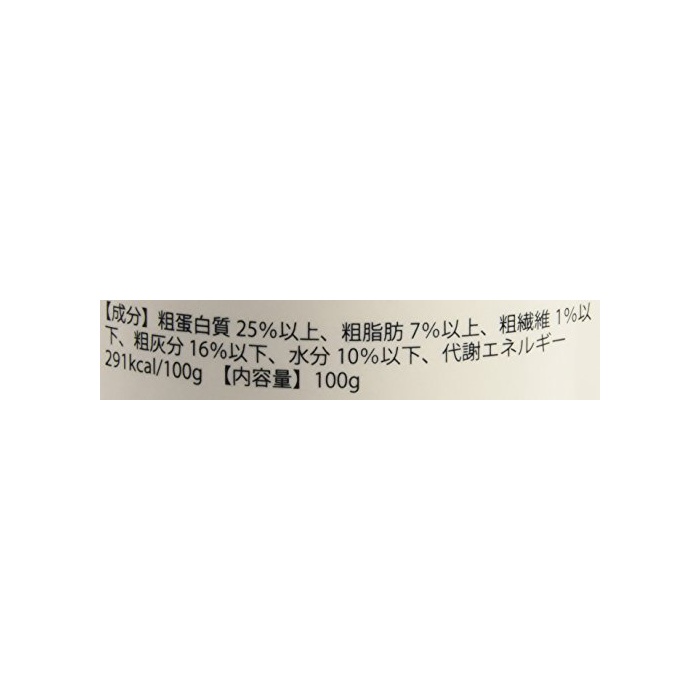 【成分】粗蛋白質 25%以上、粗脂肪 7%以上、粗繊維 1%以
下、粗灰分 16%以下、水分 10%以下、代謝エネルギー
291kcal/100g 【内容量】100g